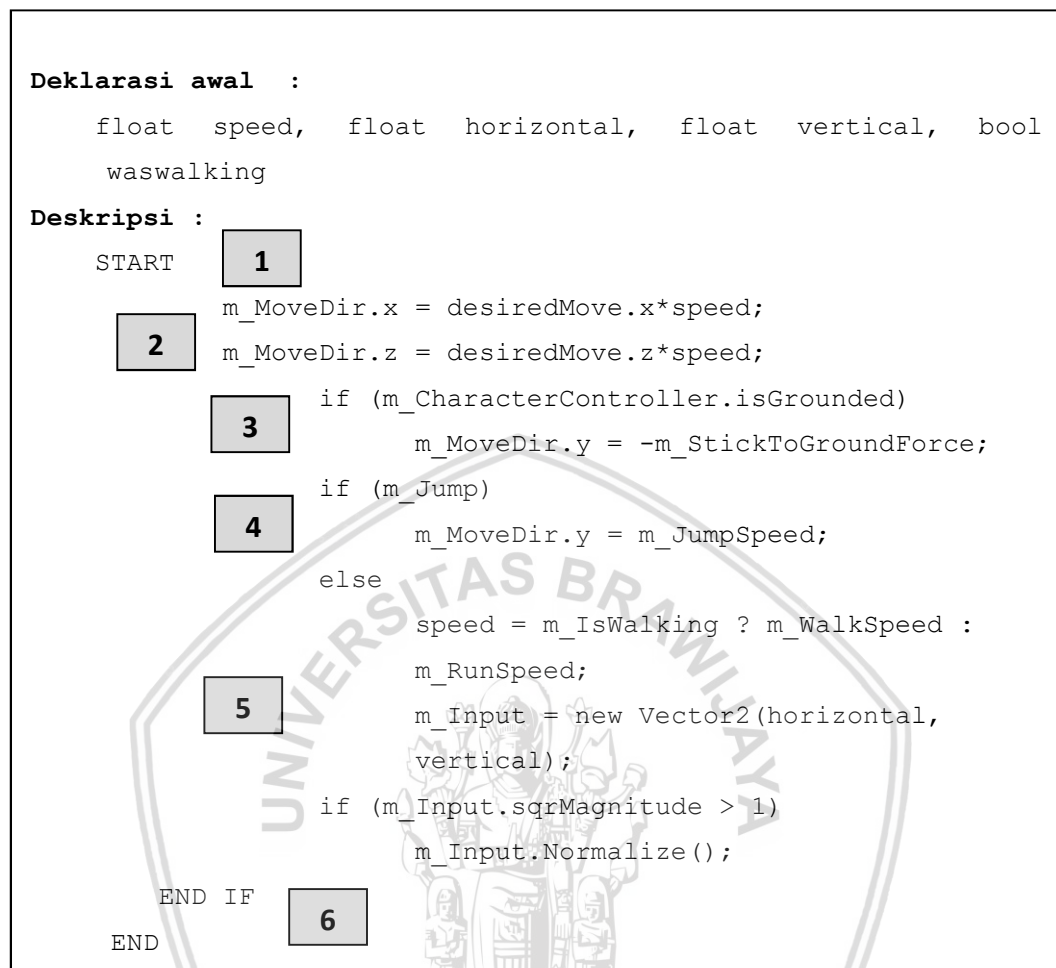 Deklarasi awal :
float speed, float horizontal, float vertical, bool
waswalking
Deskripsi :
START 1
m_MoveDir.x = desiredMove.x*speed;
2 m_MoveDir.z = desiredMove.z*speed;
if (m_CharacterController.isGrounded)
3 m_MoveDir.y = -m_StickToGroundForce;
if (m_Jump)
4 m_MoveDir.y = m_JumpSpeed;
else
speed = m_IsWalking ? m_WalkSpeed :
m_RunSpeed;
5 m_Input = new Vector2(horizontal,
vertical);
if (m_Input.sqrMagnitude > 1)
m_Input.Normalize();
END IF
6
END
UNIVERSITAS BRAWIJAYA